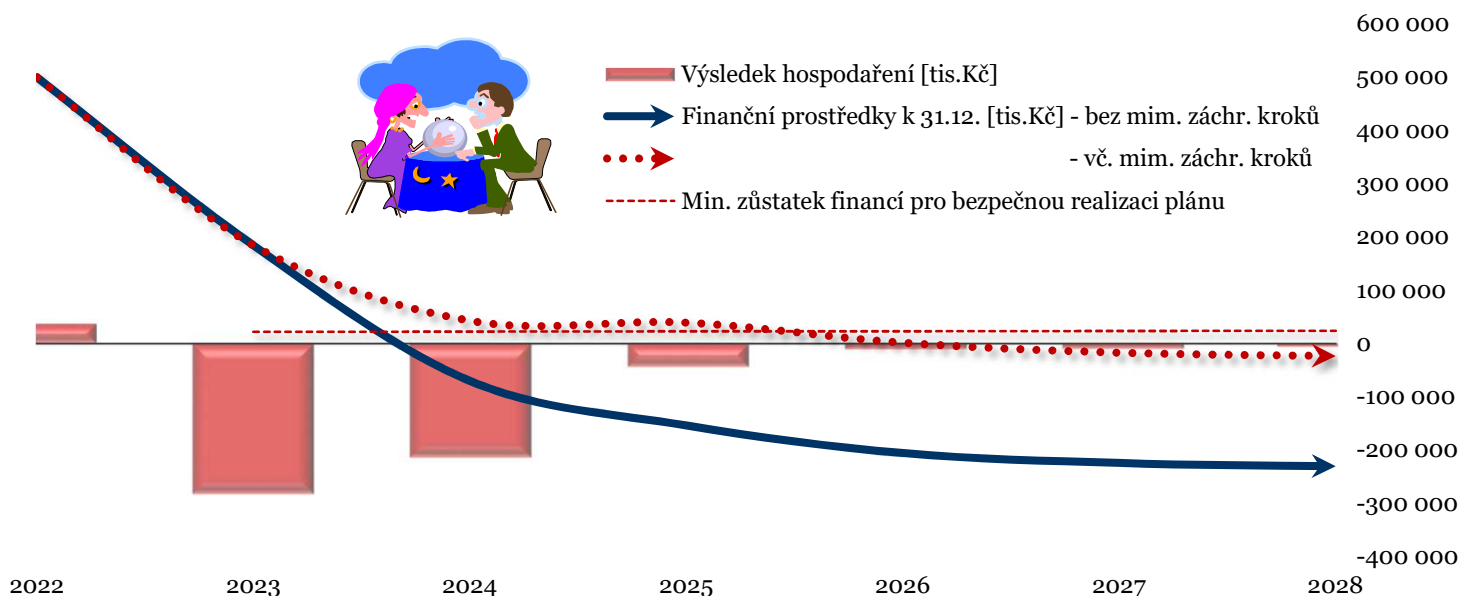 600 000
Výsledek hospodaření [tis.Kč]
500 000
Finanční prostředky k 31.12. [tis.Kč] - bez mim. záchr. kroků
400 000
- vč. mim. záchr. kroků
300 000
Min. zůstatek financí pro bezpečnou realizaci plánu
200 000
100 000
0
-100 000
-200 000
-300 000
-400 000
2022 2023 2024 2025 2026 2027 2028